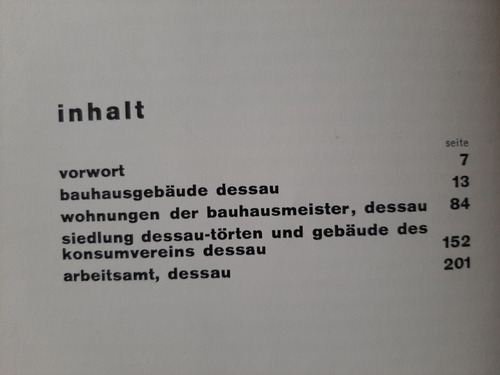 inhalt
seite
vorwort 7
bauhausgebäude dessau 13
wohnungen der bauhausmeister, dessau 84
siedlung dessau-törten und gebäude des
konsumvereins dessau 152
arbeitsamt, dessau 201